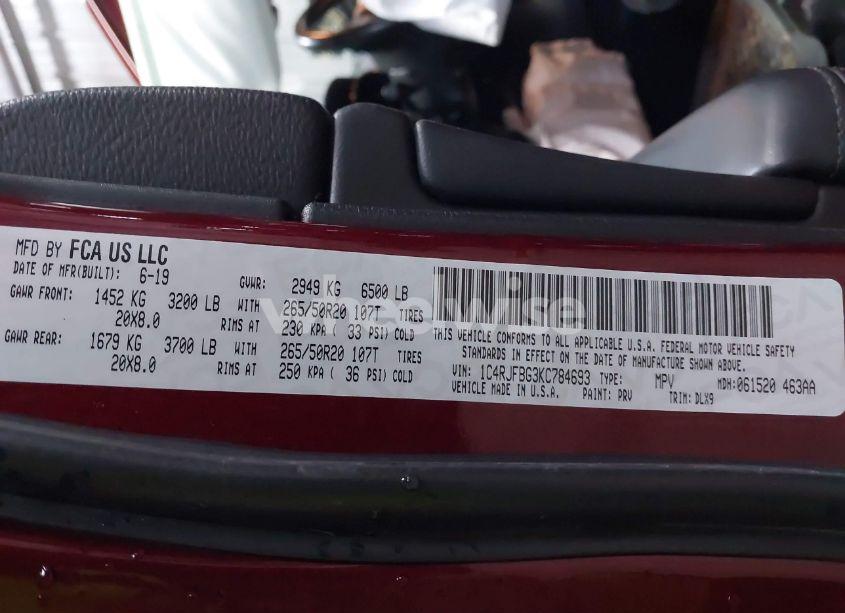 MFD BY FCA US LLC
DATE OF MFR(BUILT): 6-19 GVWR: 2949 KG 6500 LB
GAWR FRONT: 1452 KG 3200 LB WITH 265/50R20 107T TIRES
20X8.0 RIMS AT 230 KPA ( 33 PSI) COLD
GAWR REAR: 1679 KG 3700 LB WITH 265/50R20 107T TIRES
20X8.0 RIMS AT 250 KPA ( 36 PSI) COLD
THIS VEHICLE CONFORMS TO ALL APPLICABLE U.S.A. FEDERAL MOTOR VEHICLE SAFETY
STANDARDS IN EFFECT ON THE DATE OF MANUFACTURE SHOWN ABOVE.
VIN: 1C4RJFBG3KC784693 TYPE: MPV MDH: 061520 463AA
VEHICLE MADE IN U.S.A. PAINT: PRV TRIM: DLX9